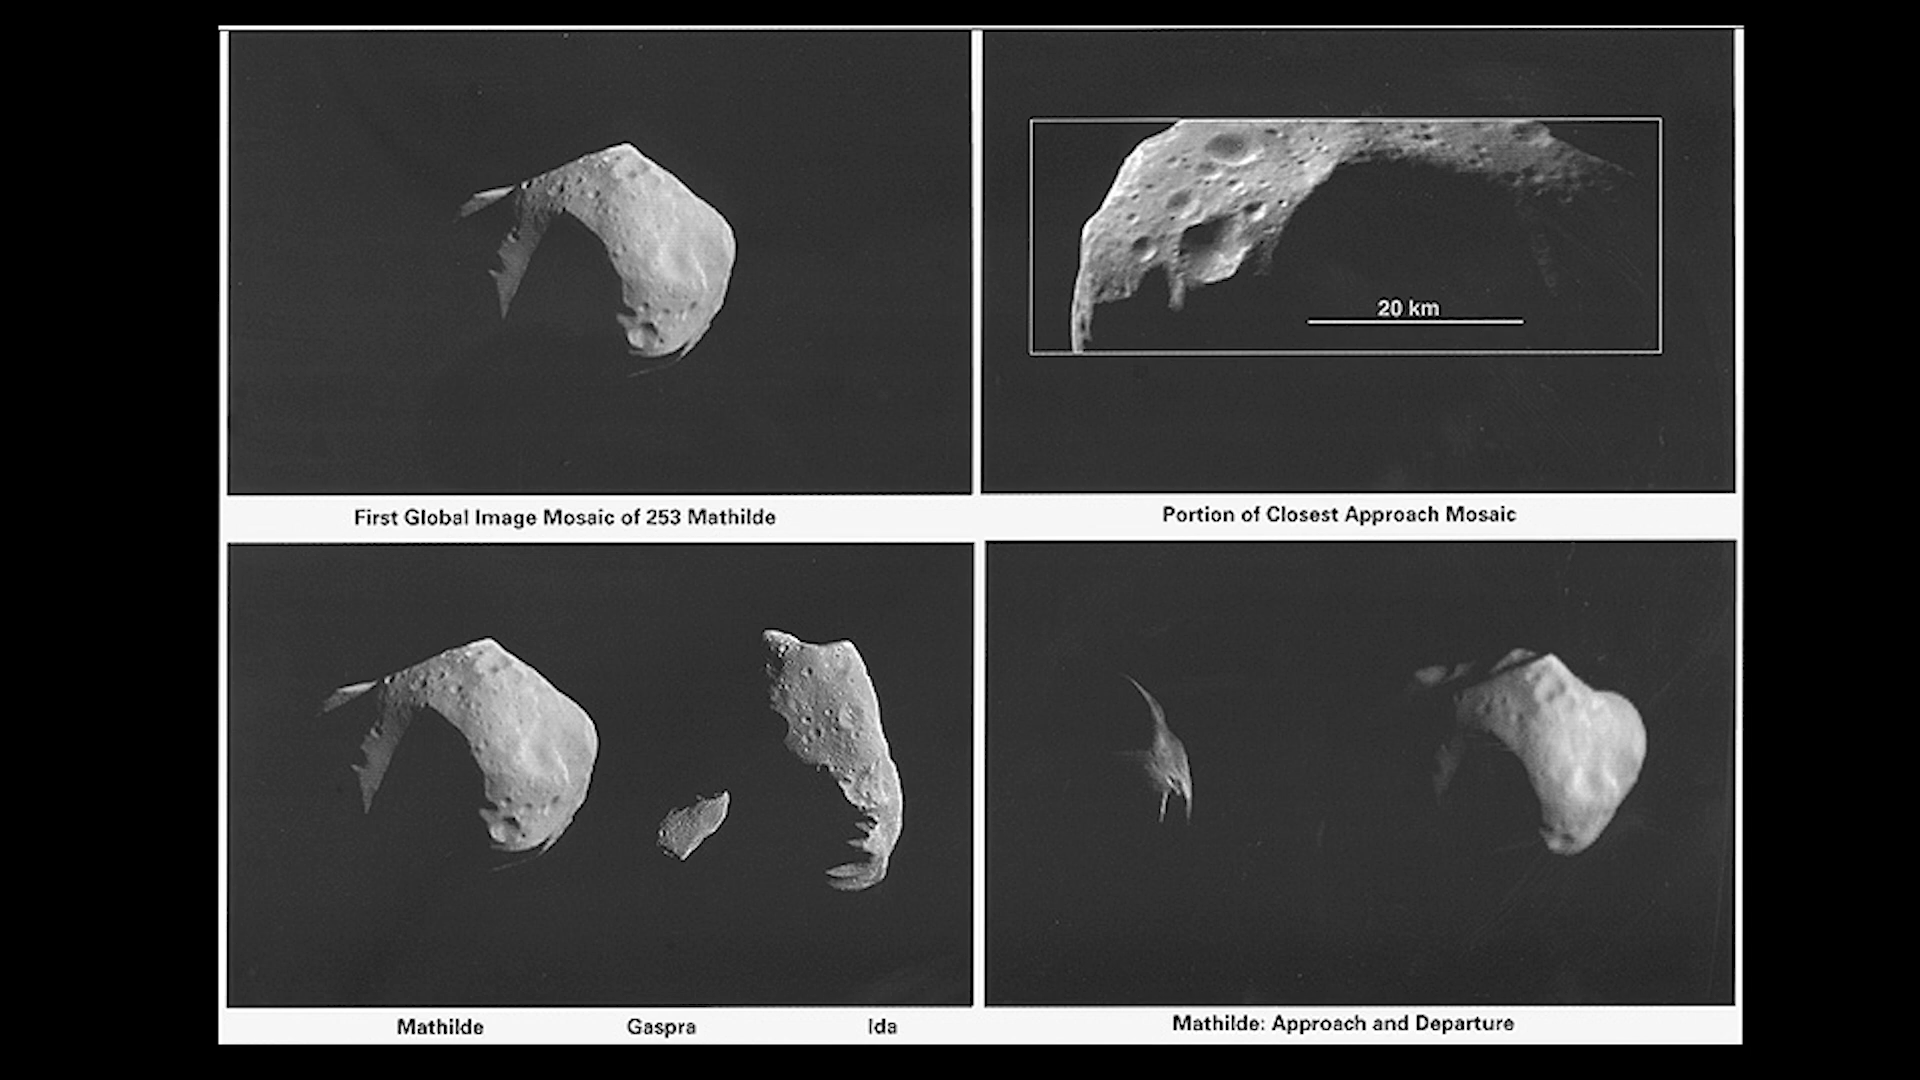 20 km
First Global Image Mosaic of 253 Mathilde
Portion of Closest Approach Mosaic
Mathilde Gaspra Ida
Mathilde: Approach and Departure